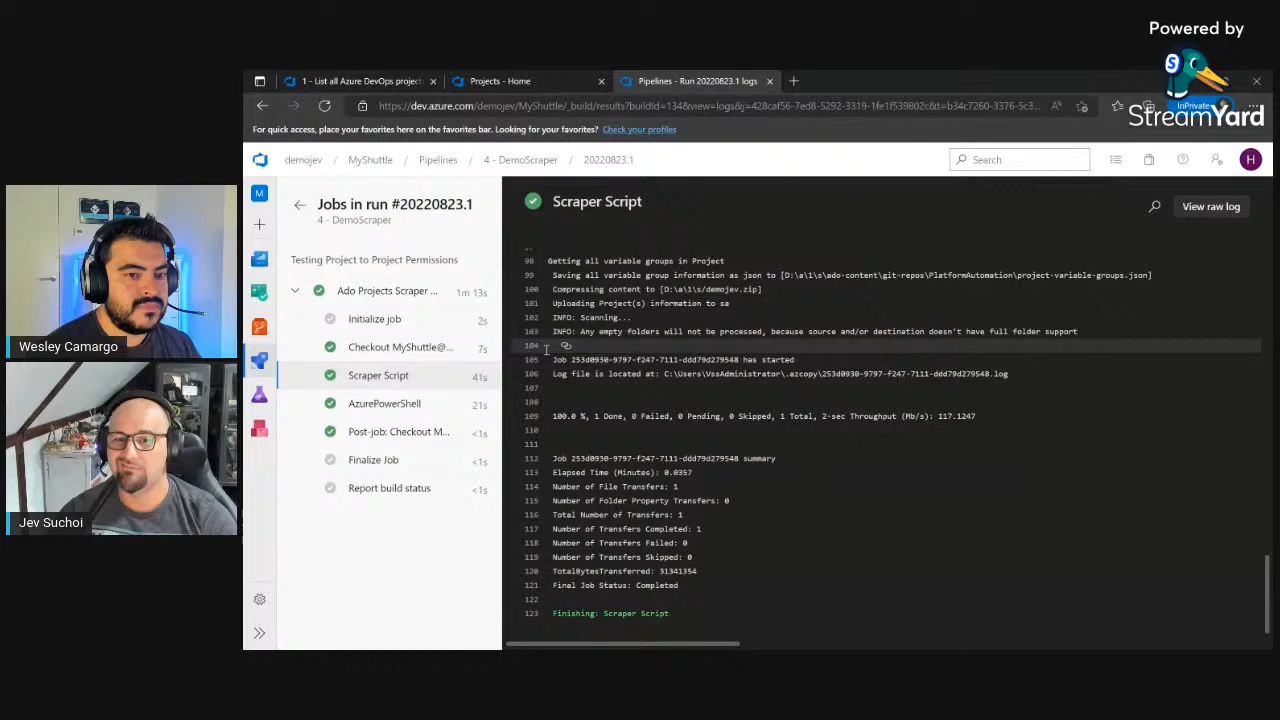 Powered by
StreamYard
1 - List all Azure DevOps project
Projects - Home
Pipelines - Run 20220823.1 logs
InPrivate
For quick access, place your favorites here on the favorites bar. Looking for your favorites? Check your profiles
demojev / MyShuttle / Pipelines / 4 - DemoScraper / 20220823.1
Search
H
M
Jobs in run #20220823.1
4 - DemoScraper
Testing Project to Project Permissions
Ado Projects Scraper ... 1m 13s
Initialize job 2s
Checkout MyShuttle@... 7s
Scraper Script 41s
AzurePowerShell 21s
Post-job: Checkout M... <1s
Finalize Job <1s
Report build status <1s
Scraper Script
View raw log
98 Getting all variable groups in Project
99 Saving all variable group information as json to [D:\a\1\s\ado-content\git-repos\PlatformAutomation\project-variable-groups.json]
100 Compressing content to [D:\a\1\s/demojev.zip]
101 Uploading Project(s) information to sa
102 INFO: Scanning...
103 INFO: Any empty folders will not be processed, because source and/or destination doesn't have full folder support
104
105 Job 253d0930-9797-f247-7111-ddd79d279548 has started
106 Log file is located at: C:\Users\VssAdministrator\.azcopy\253d0930-9797-f247-7111-ddd79d279548.log
107
108
109 100.0 %, 1 Done, 0 Failed, 0 Pending, 0 Skipped, 1 Total, 2-sec Throughput (Mb/s): 117.1247
110
111
112 Job 253d0930-9797-f247-7111-ddd79d279548 summary
113 Elapsed Time (Minutes): 0.0357
114 Number of File Transfers: 1
115 Number of Folder Property Transfers: 0
116 Total Number of Transfers: 1
117 Number of Transfers Completed: 1
118 Number of Transfers Failed: 0
119 Number of Transfers Skipped: 0
120 TotalBytesTransferred: 31341354
121 Final Job Status: Completed
122
123 Finishing: Scraper Script
Wesley Camargo
Jev Suchoi